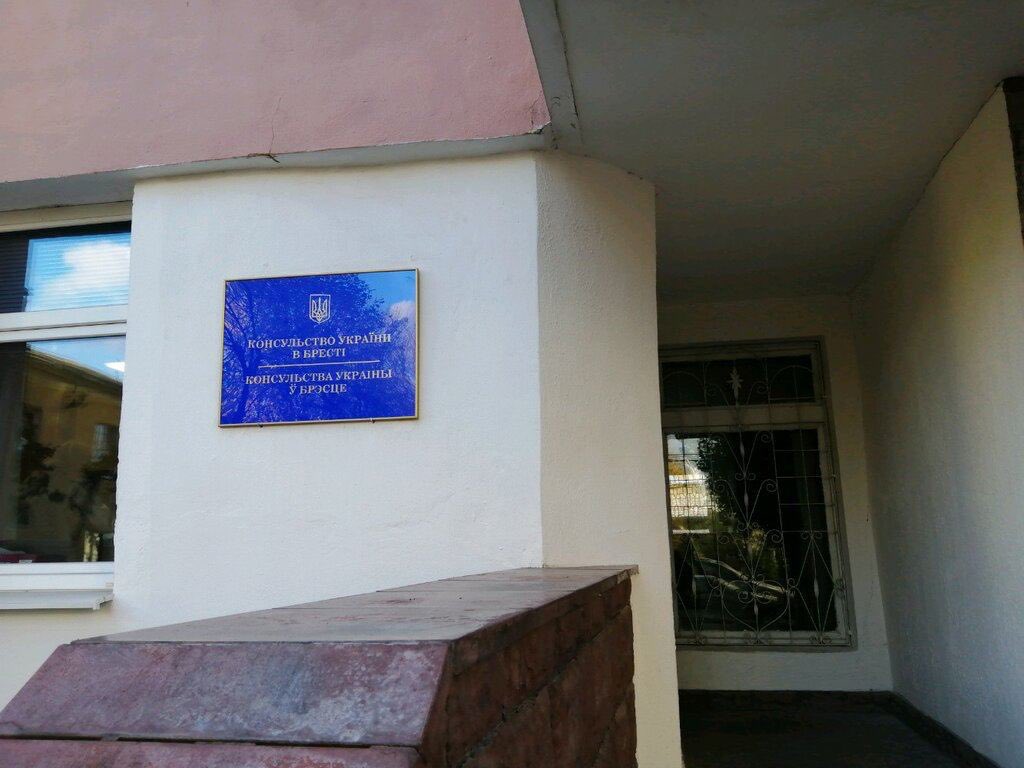 КОНСУЛЬСТВО УКРАЇНИ
В БРЕСТІ
КОНСУЛЬСТВА УКРАІНЫ
Ў БРЭСЦЕ